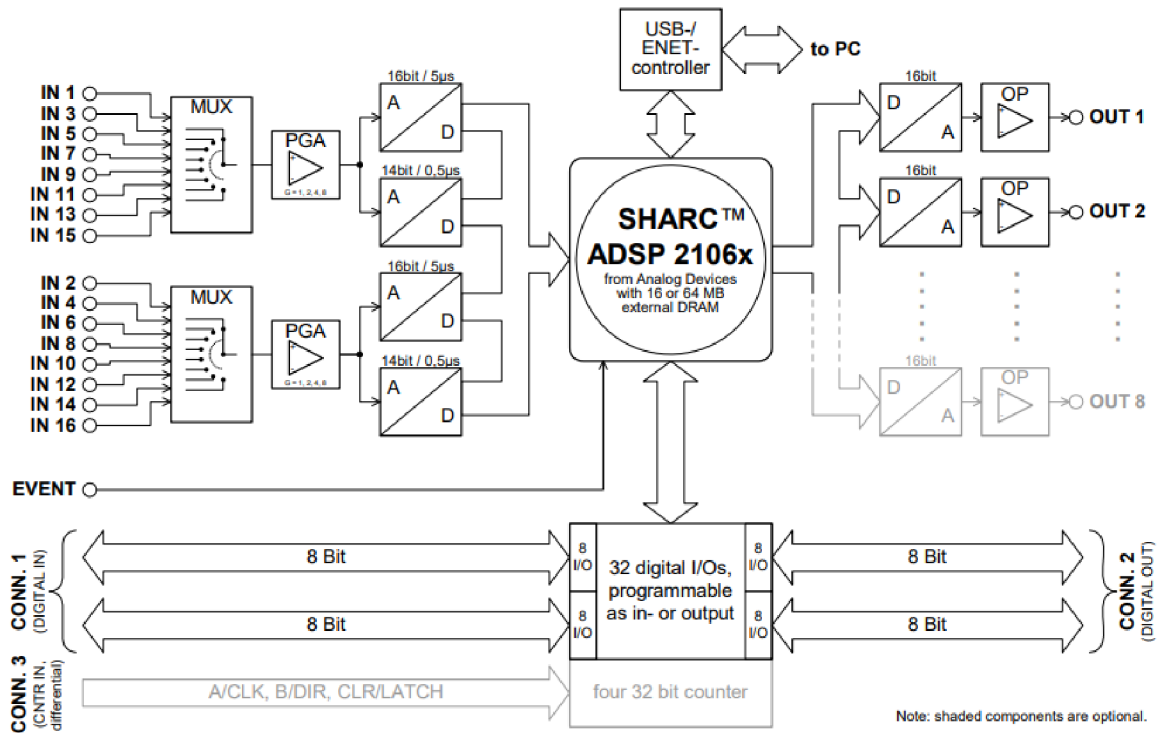 USB-/
ENET-
controller
to PC
IN 1
IN 3
IN 5
IN 7
IN 9
IN 11
IN 13
IN 15
MUX
PGA
G = 1, 2, 4, 8
16bit / 5µs
A
D
14bit / 0,5µs
A
D
IN 2
IN 4
IN 6
IN 8
IN 10
IN 12
IN 14
IN 16
MUX
PGA
G = 1, 2, 4, 8
16bit / 5µs
A
D
14bit / 0,5µs
A
D
SHARC™
ADSP 2106x
from Analog Devices
with 16 or 64 MB
external DRAM
16bit
D
A
OP
OUT 1
16bit
D
A
OP
OUT 2
16bit
D
A
OP
OUT 8
EVENT
CONN. 1
(DIGITAL IN)
8 Bit
8 Bit
8
I/O
8
I/O
32 digital I/Os,
programmable
as in- or output
8
I/O
8
I/O
8 Bit
8 Bit
CONN. 2
(DIGITAL OUT)
CONN. 3
(CNTR IN,
differential)
A/CLK, B/DIR, CLR/LATCH
four 32 bit counter
Note: shaded components are optional.